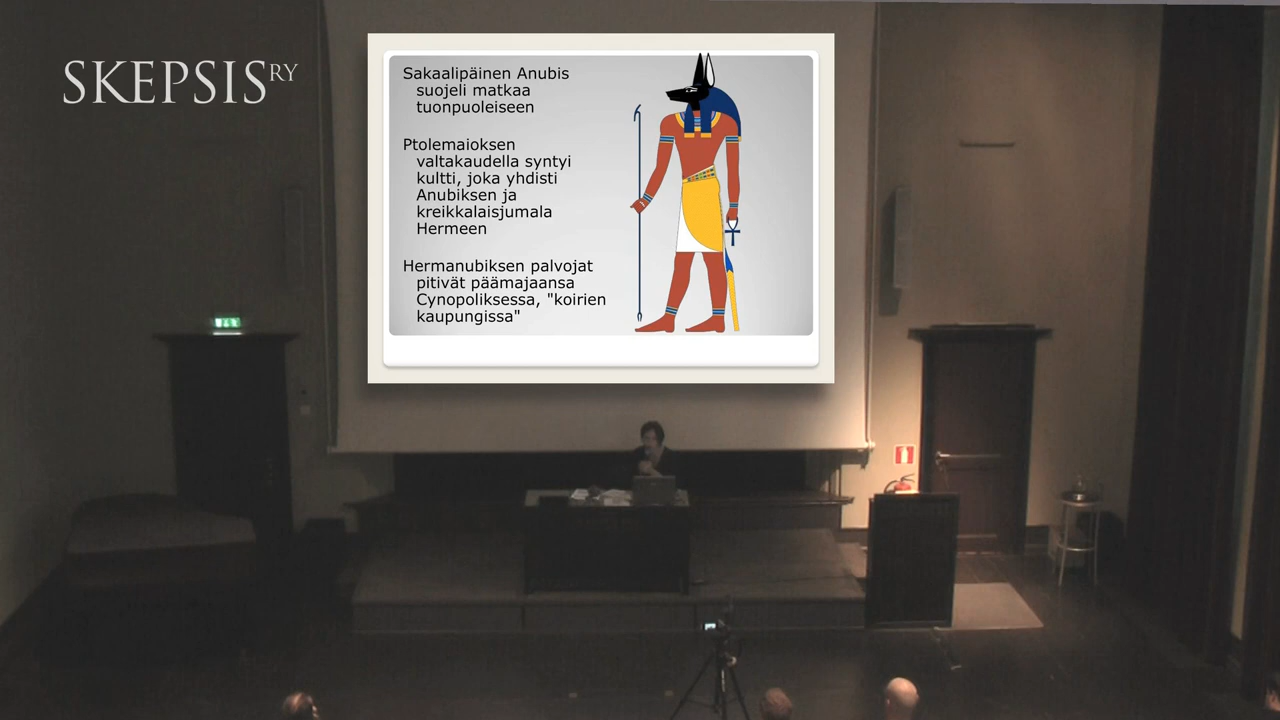 SKEPSIS RY
Sakaalipäinen Anubis
suojeli matkaa
tuonpuoleiseen
Ptolemaioksen
valtakaudella syntyi
kultti, joka yhdisti
Anubiksen ja
kreikkalaisjumala
Hermeen
Hermanubiksen palvojat
pitivät päämajaansa
Cynopoliksessa, "koirien
kaupungissa"